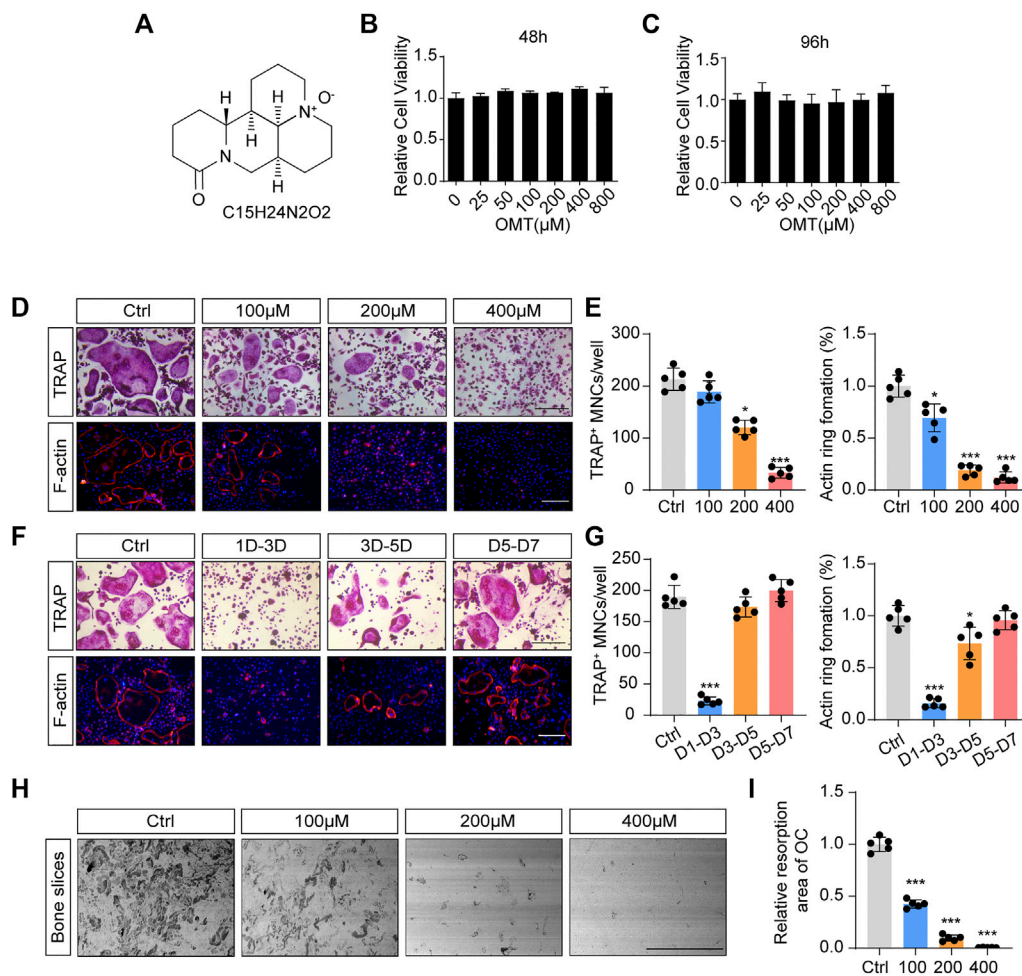 A
H
O⁻
N⁺
H
H
N
H
O
C15H24N2O2
B
48h
Relative Cell Viability
1.5
1.0
0.5
0.0
0 25 50 100 200 400 800
OMT(µM)
C
96h
Relative Cell Viability
1.5
1.0
0.5
0.0
0 25 50 100 200 400 800
OMT(µM)
D
Ctrl 100µM 200µM 400µM
TRAP
F-actin
E
TRAP⁺ MNCs/well
300
200
100
0
* ***
Ctrl 100 200 400
Actin ring fomation (%)
1.5
1.0
0.5
0.0
* *** ***
Ctrl 100 200 400
F
Ctrl 1D-3D 3D-5D D5-D7
TRAP
F-actin
G
TRAP⁺ MNCs/well
250
200
150
100
50
0
***
Ctrl D1-D3 D3-D5 D5-D7
Actin ring fomation (%)
1.5
1.0
0.5
0.0
*** *
Ctrl D1-D3 D3-D5 D5-D7
H
Ctrl 100µM 200µM 400µM
Bone slices
I
Relative resorption
area of OC
1.5
1.0
0.5
0.0
*** *** ***
Ctrl 100 200 400